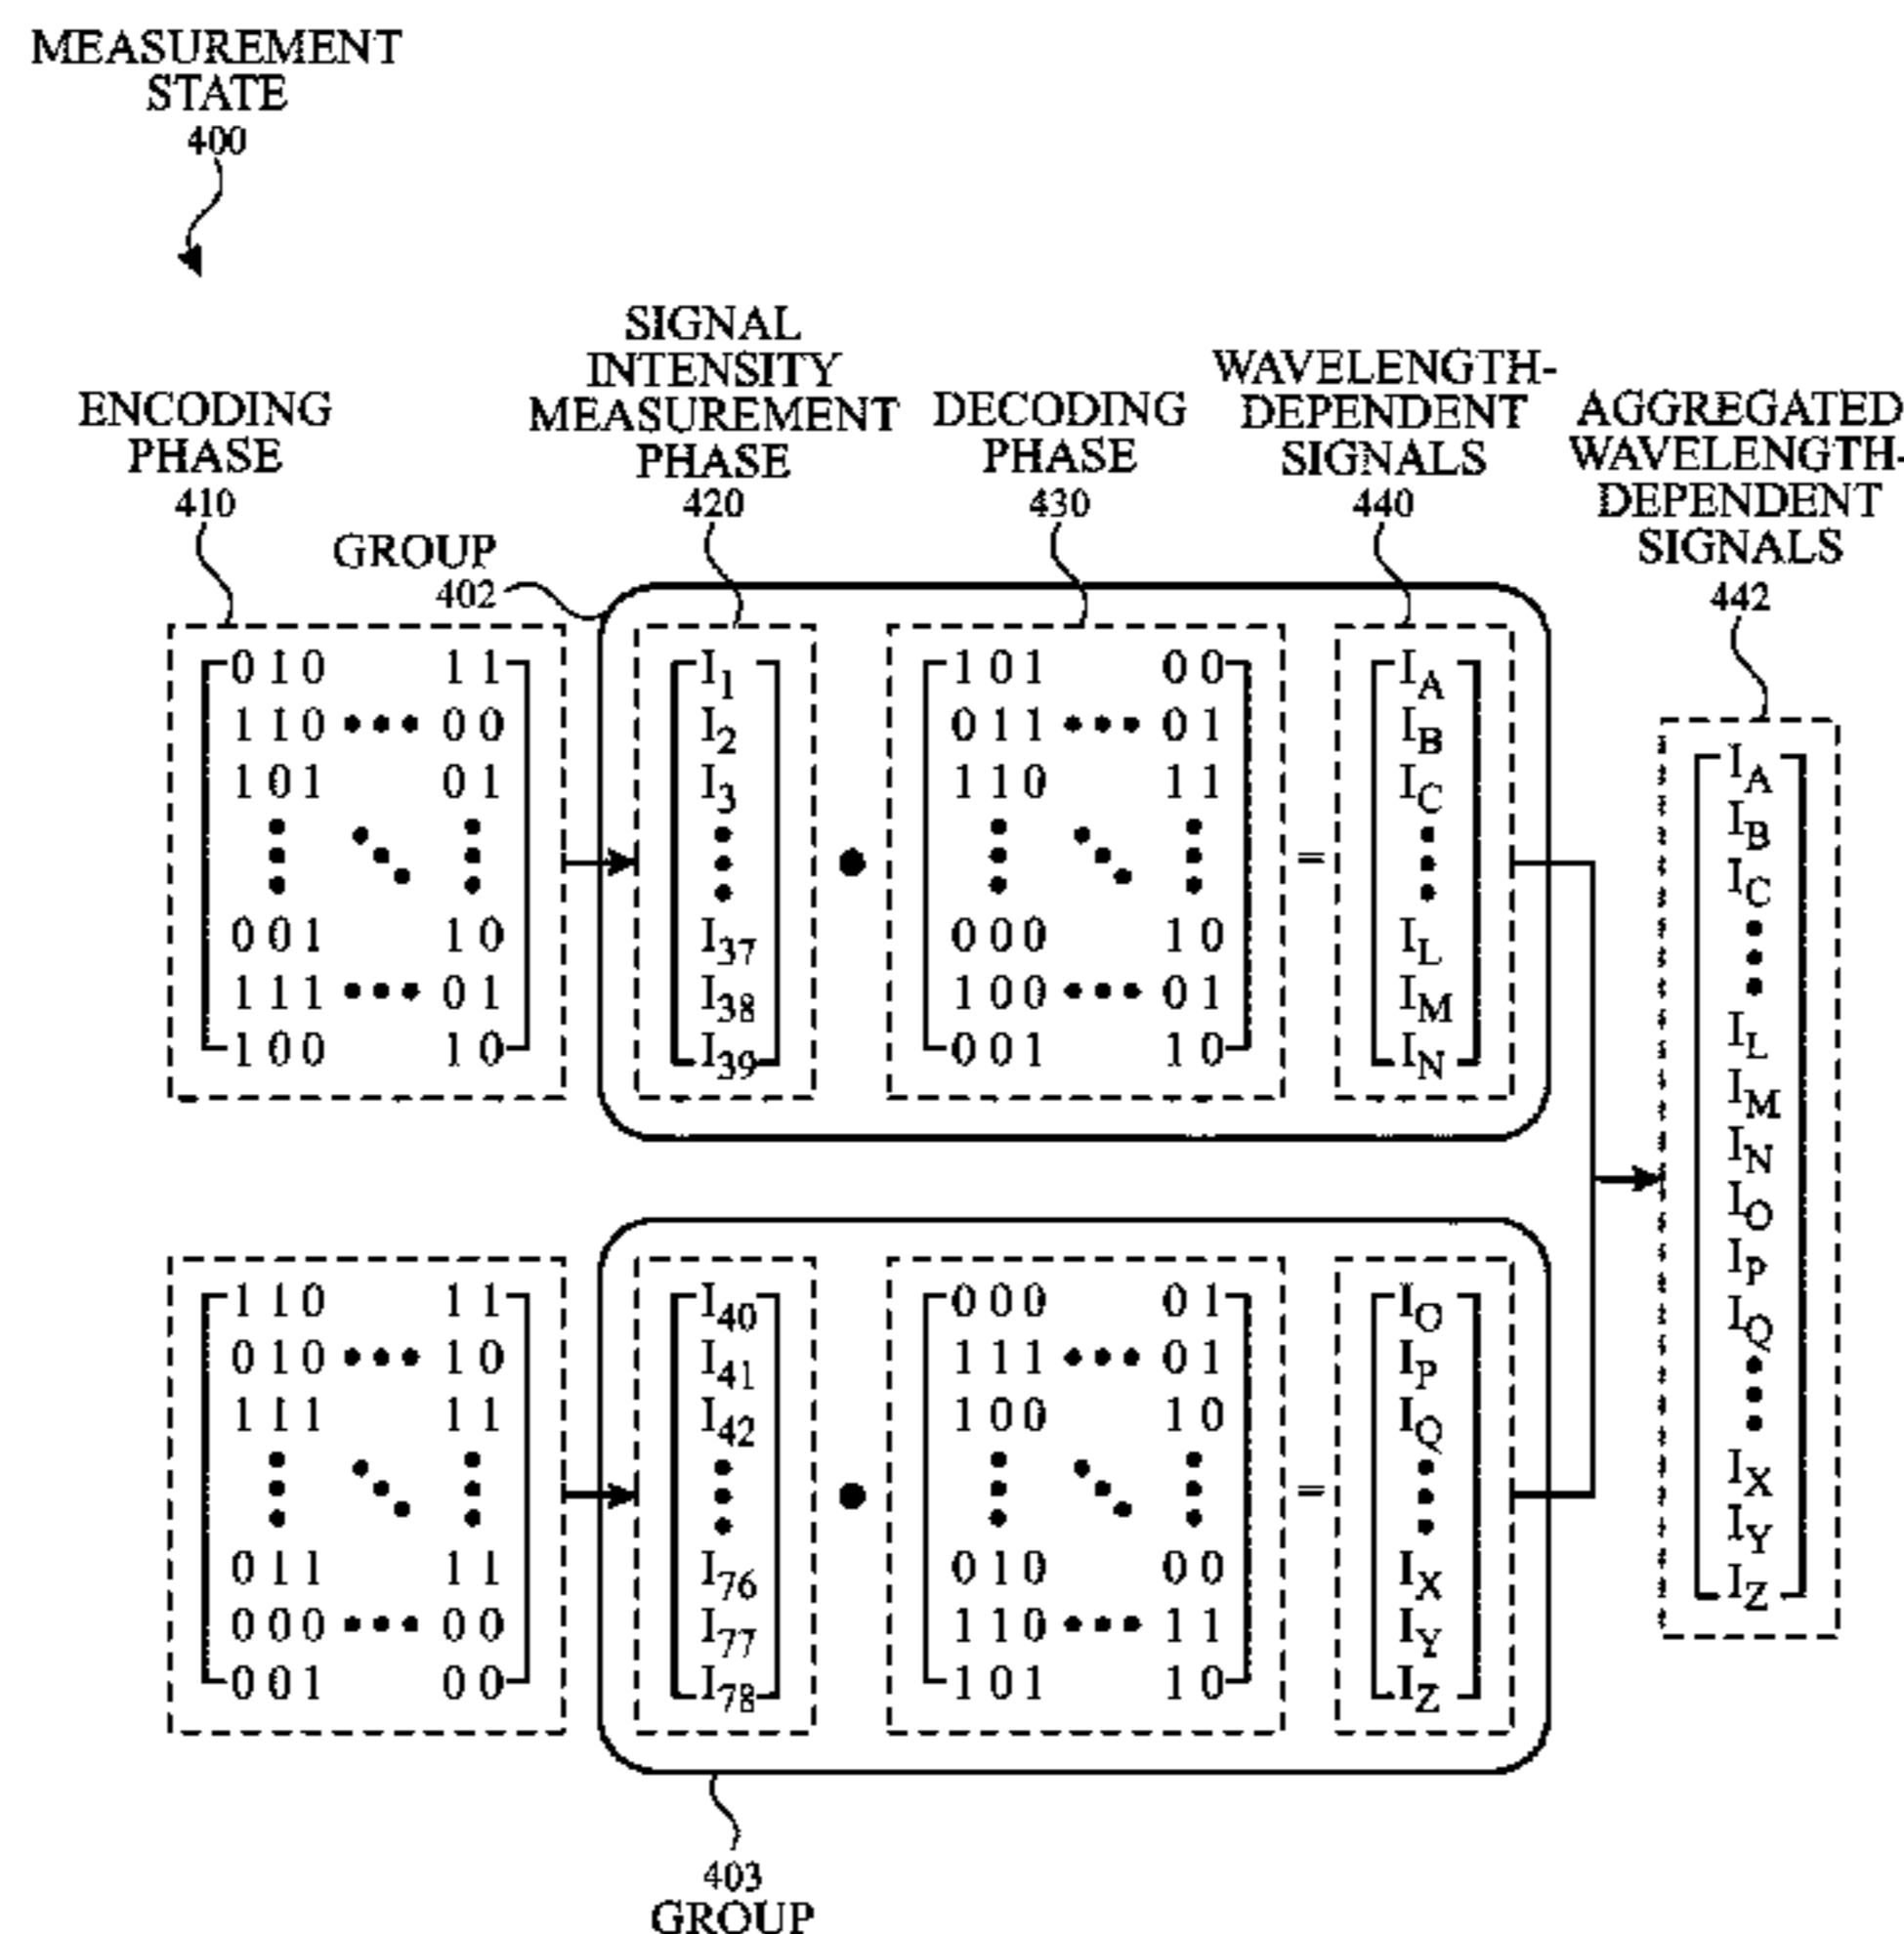 MEASUREMENT
STATE
400
SIGNAL
INTENSITY
MEASUREMENT
PHASE
420
ENCODING
PHASE
410
DECODING
PHASE
430
WAVELENGTH-
DEPENDENT
SIGNALS
440
AGGREGATED
WAVELENGTH-
DEPENDENT
SIGNALS
442
GROUP
402
0 1 0 1 1
1 1 0 ••• 0 0
1 0 1 0 1
0 0 1 1 0
1 1 1 ••• 0 1
1 0 0 1 0
I1
I2
I3
I37
I38
I39
•
1 0 1 0 0
0 1 1 ••• 0 1
1 1 0 1 1
0 0 0 1 0
1 0 0 ••• 0 1
0 0 1 1 0
=
IA
IB
IC
IL
IM
IN
1 1 0 1 1
0 1 0 ••• 1 0
1 1 1 1 1
0 1 1 1 1
0 0 0 ••• 0 0
0 0 1 0 0
I40
I41
I42
I76
I77
I78
•
0 0 0 0 1
1 1 1 ••• 0 1
1 0 0 1 0
0 1 0 0 0
1 1 0 ••• 1 1
1 0 1 1 0
=
IO
IP
IQ
IX
IY
IZ
IA
IB
IC
IL
IM
IN
IO
IP
IQ
IX
IY
IZ
403
GROUP